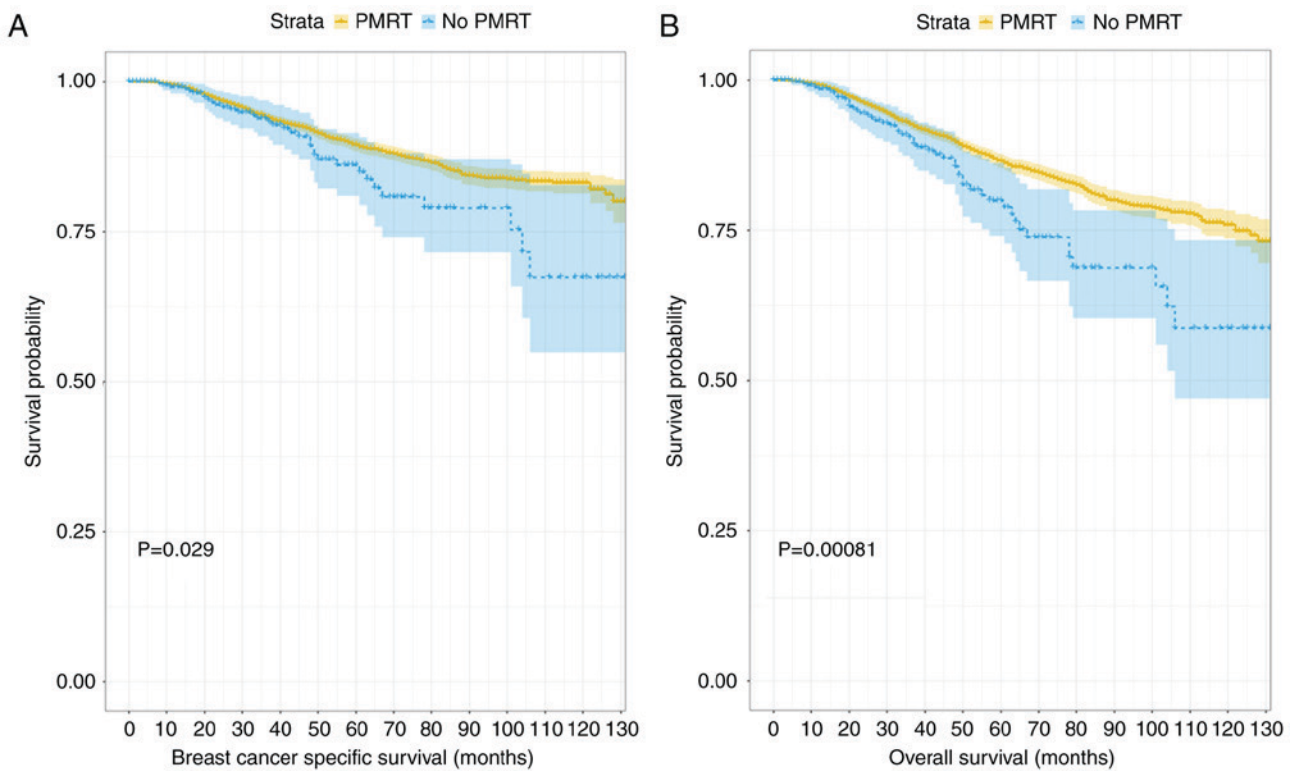 A
Strata PMRT No PMRT
Survival probability
1.00
0.75
0.50
0.25
0.00
P=0.029
0 10 20 30 40 50 60 70 80 90 100 110 120 130
Breast cancer specific survival (months)
B
Strata PMRT No PMRT
Survival probability
1.00
0.75
0.50
0.25
0.00
P=0.00081
0 10 20 30 40 50 60 70 80 90 100 110 120 130
Overall survival (months)